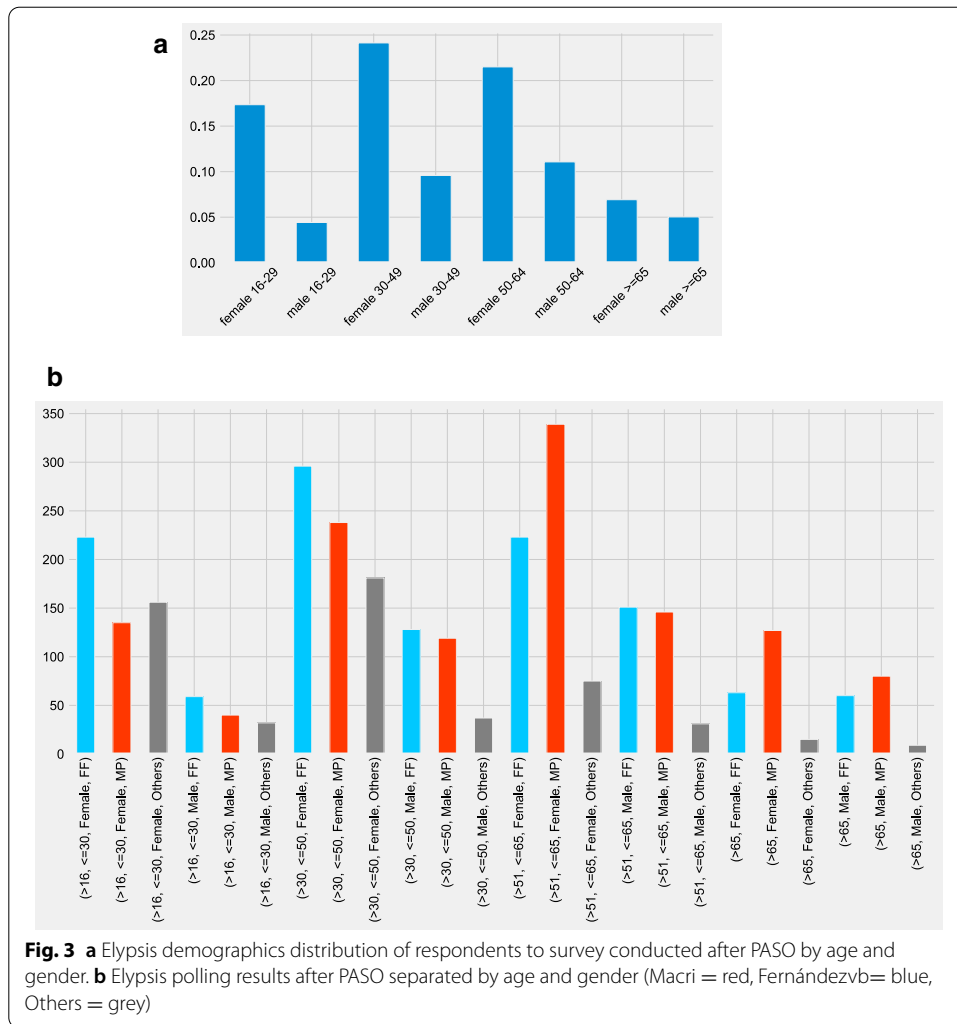 a
0.25
0.20
0.15
0.10
0.05
0.00
female 16-29
male 16-29
female 30-49
male 30-49
female 50-64
male 50-64
female >=65
male >=65
b
350
300
250
200
150
100
50
0
(>16, <=30, Female, FF)
(>16, <=30, Female, MP)
(>16, <=30, Female, Others)
(>16, <=30, Male, FF)
(>16, <=30, Male, MP)
(>16, <=30, Male, Others)
(>30, <=50, Female, FF)
(>30, <=50, Female, MP)
(>30, <=50, Female, Others)
(>30, <=50, Male, FF)
(>30, <=50, Male, MP)
(>30, <=50, Male, Others)
(>51, <=65, Female, FF)
(>51, <=65, Female, MP)
(>51, <=65, Female, Others)
(>51, <=65, Male, FF)
(>51, <=65, Male, MP)
(>51, <=65, Male, Others)
(>65, Female, FF)
(>65, Female, MP)
(>65, Female, Others)
(>65, Male, FF)
(>65, Male, MP)
(>65, Male, Others)
Fig. 3 a Elypsis demographics distribution of respondents to survey conducted after PASO by age and
gender. b Elypsis polling results after PASO separated by age and gender (Macri = red, Fernándezvb= blue,
Others = grey)